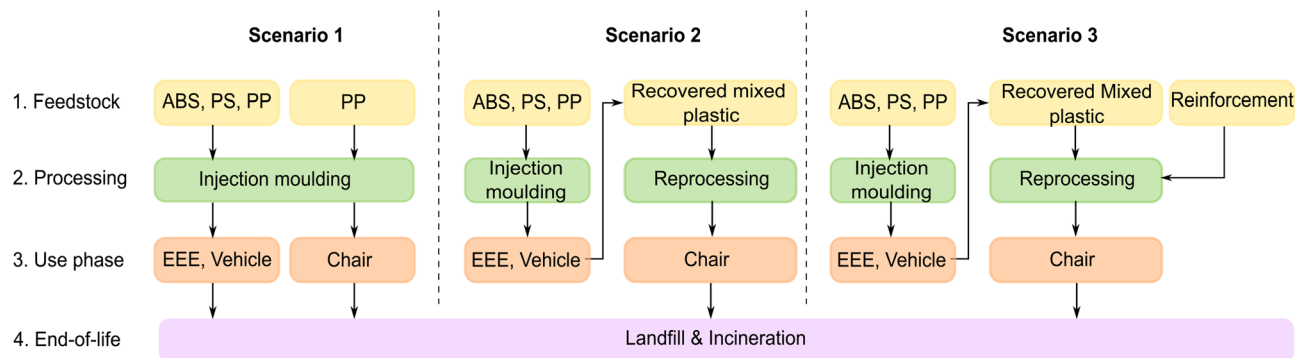 Scenario 1
Scenario 2
Scenario 3
1. Feedstock
ABS, PS, PP
PP
ABS, PS, PP
Recovered mixed
plastic
ABS, PS, PP
Recovered Mixed
plastic
Reinforcement
2. Processing
Injection moulding
Injection
moulding
Reprocessing
Injection
moulding
Reprocessing
3. Use phase
EEE, Vehicle
Chair
EEE, Vehicle
Chair
EEE, Vehicle
Chair
4. End-of-life
Landfill & Incineration